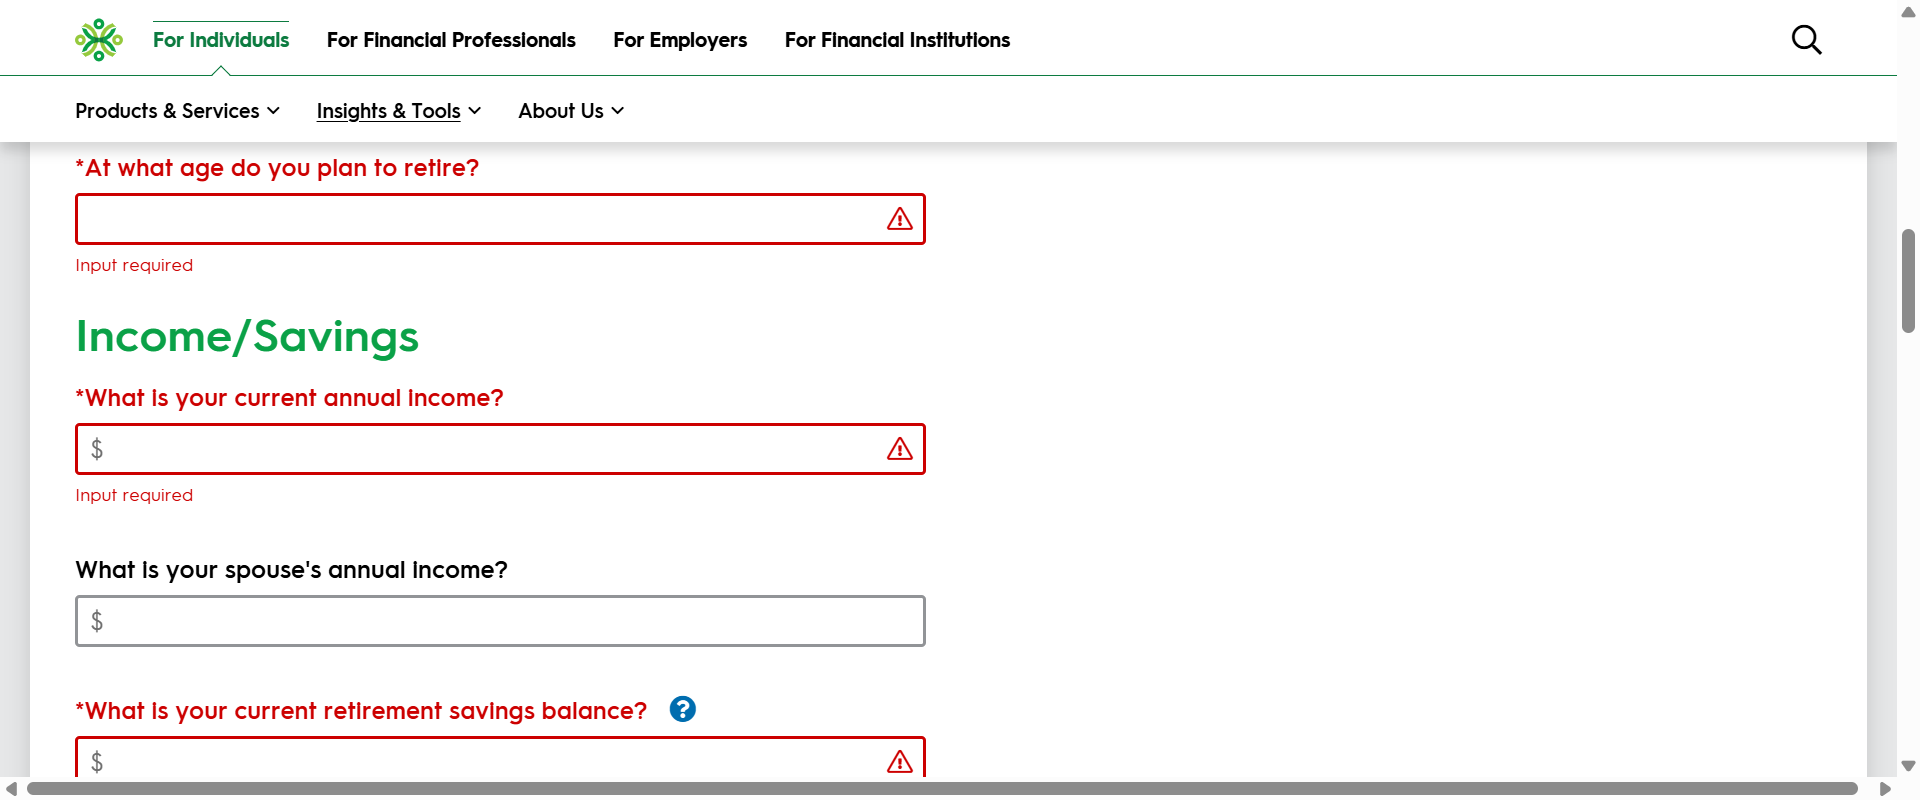 For Individuals For Financial Professionals For Employers For Financial Institutions
Products & Services Insights & Tools About Us
*At what age do you plan to retire?
Input required
Income/Savings
*What is your current annual income?
$
Input required
What is your spouse's annual income?
$
*What is your current retirement savings balance? ?
$